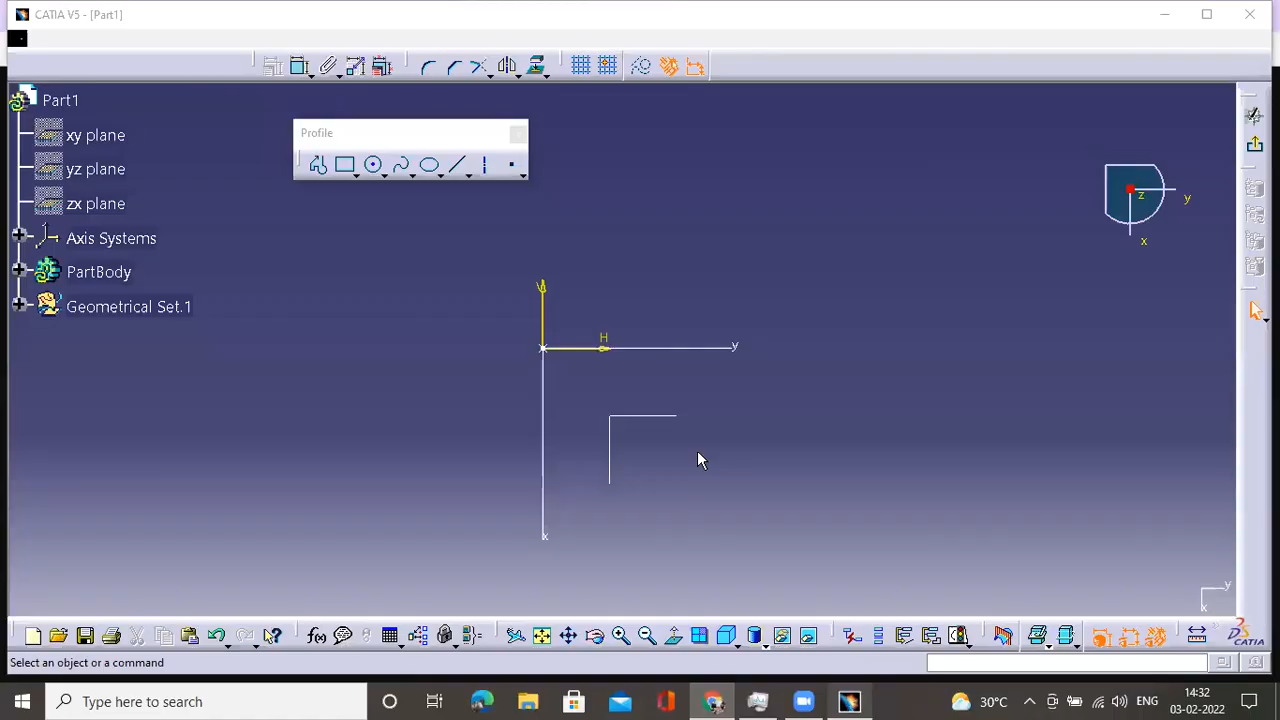 CATIA V5 - [Part1]
Part1
xy plane
yz plane
zx plane
Axis Systems
PartBody
Geometrical Set.1
Profile
z
y
x
V
H
y
x
y
x
f(x)
CATIA
Select an object or a command
Type here to search
30°C
ENG
14:32
03-02-2022